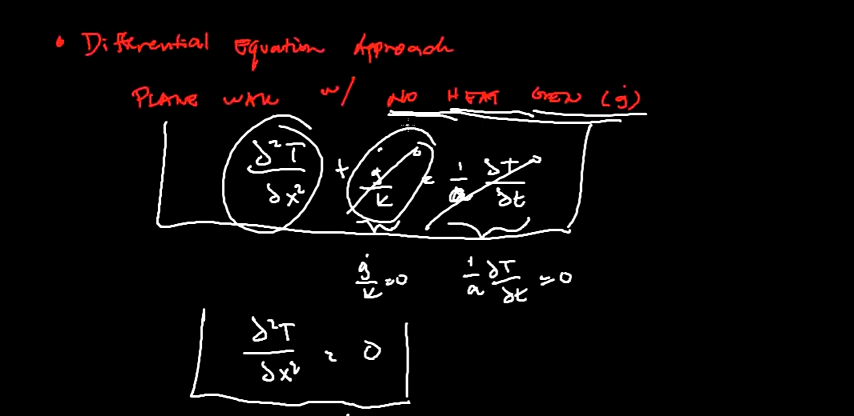 • Differential Equation Approach
PLANE WALL w/ NO HEAT GEN (ġ)
∂²T/∂x² + ġ/k = 1/α ∂T/∂t
ġ/k = 0   1/α ∂T/∂t = 0
∂²T/∂x² = 0